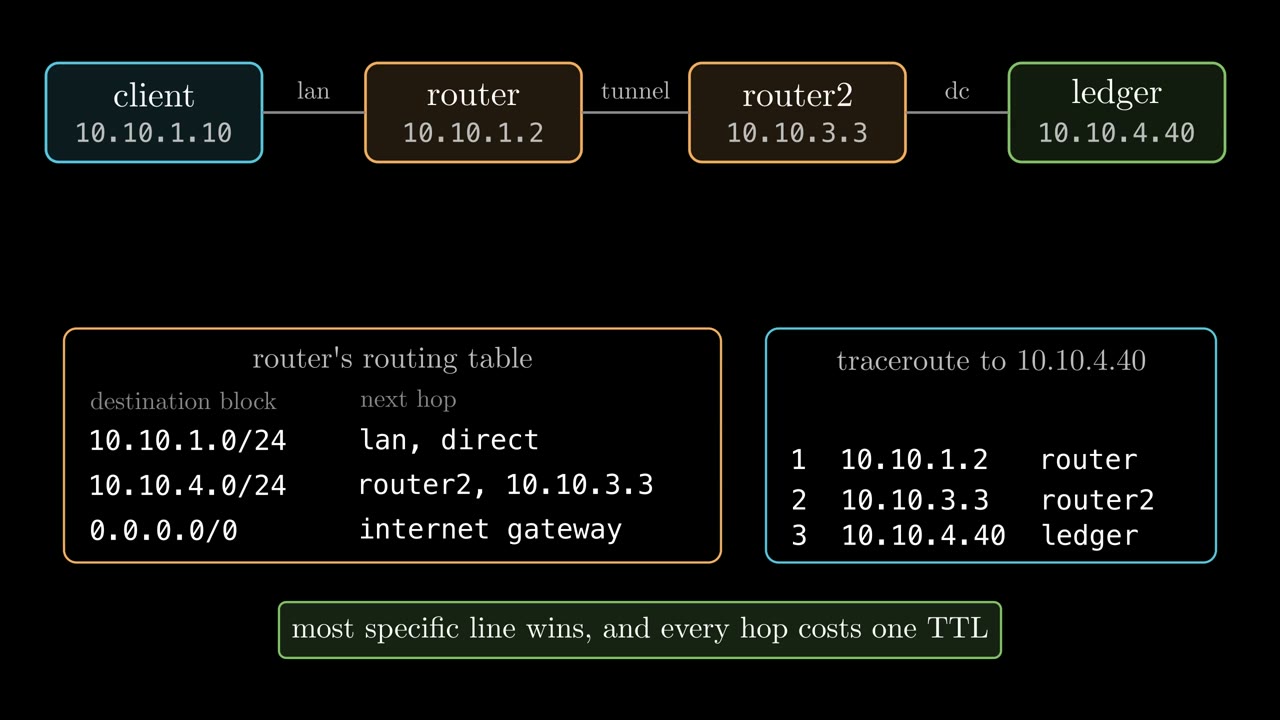 client
10.10.1.10
lan
router
10.10.1.2
tunnel
router2
10.10.3.3
dc
ledger
10.10.4.40
router's routing table
destination block next hop
10.10.1.0/24 lan, direct
10.10.4.0/24 router2, 10.10.3.3
0.0.0.0/0 internet gateway
traceroute to 10.10.4.40
1 10.10.1.2 router
2 10.10.3.3 router2
3 10.10.4.40 ledger
most specific line wins, and every hop costs one TTL